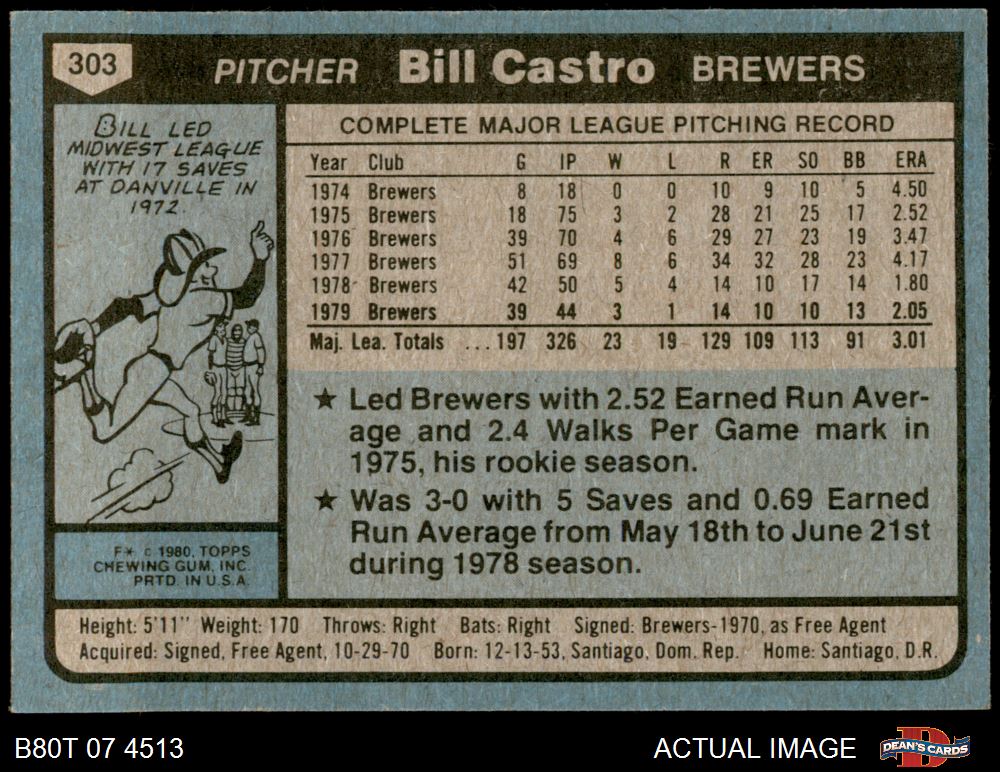 303 PITCHER Bill Castro BREWERS
BILL LED
MIDWEST LEAGUE
WITH 17 SAVES
AT DANVILLE IN
1972.
COMPLETE MAJOR LEAGUE PITCHING RECORD
Year Club G IP W L R ER SO BB ERA
1974 Brewers 8 18 0 0 10 9 10 5 4.50
1975 Brewers 18 75 3 2 28 21 25 17 2.52
1976 Brewers 39 70 4 6 29 27 23 19 3.47
1977 Brewers 51 69 8 6 34 32 28 23 4.17
1978 Brewers 42 50 5 4 14 10 17 14 1.80
1979 Brewers 39 44 3 1 14 10 10 13 2.05
Maj. Lea. Totals ... 197 326 23 19 129 109 113 91 3.01
★ Led Brewers with 2.52 Earned Run Aver-
age and 2.4 Walks Per Game mark in
1975, his rookie season.
★ Was 3-0 with 5 Saves and 0.69 Earned
Run Average from May 18th to June 21st
during 1978 season.
F* © 1980, TOPPS
CHEWING GUM, INC.
PRTD. IN U.S.A.
Height: 5'11" Weight: 170 Throws: Right Bats: Right Signed: Brewers-1970, as Free Agent
Acquired: Signed, Free Agent, 10-29-70 Born: 12-13-53, Santiago, Dom. Rep. Home: Santiago, D.R.
B80T 07 4513 ACTUAL IMAGE D DEAN'S CARDS